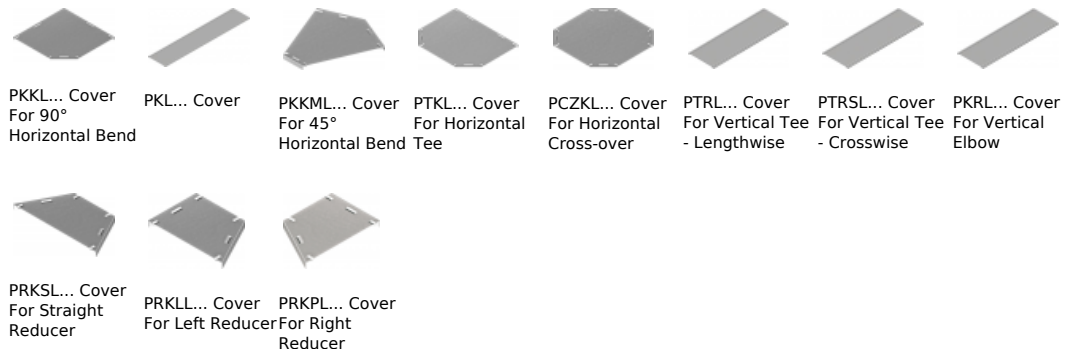 PKKL... Cover
For 90°
Horizontal Bend
PKL... Cover
PKKML... Cover
For 45°
Horizontal Bend
PTKL... Cover
For Horizontal
Tee
PCZKL... Cover
For Horizontal
Cross-over
PTRL... Cover
For Vertical Tee
- Lengthwise
PTRSL... Cover
For Vertical Tee
- Crosswise
PKRL... Cover
For Vertical
Elbow
PRKSL... Cover
For Straight
Reducer
PRKLL... Cover
For Left Reducer
PRKPL... Cover
For Right
Reducer